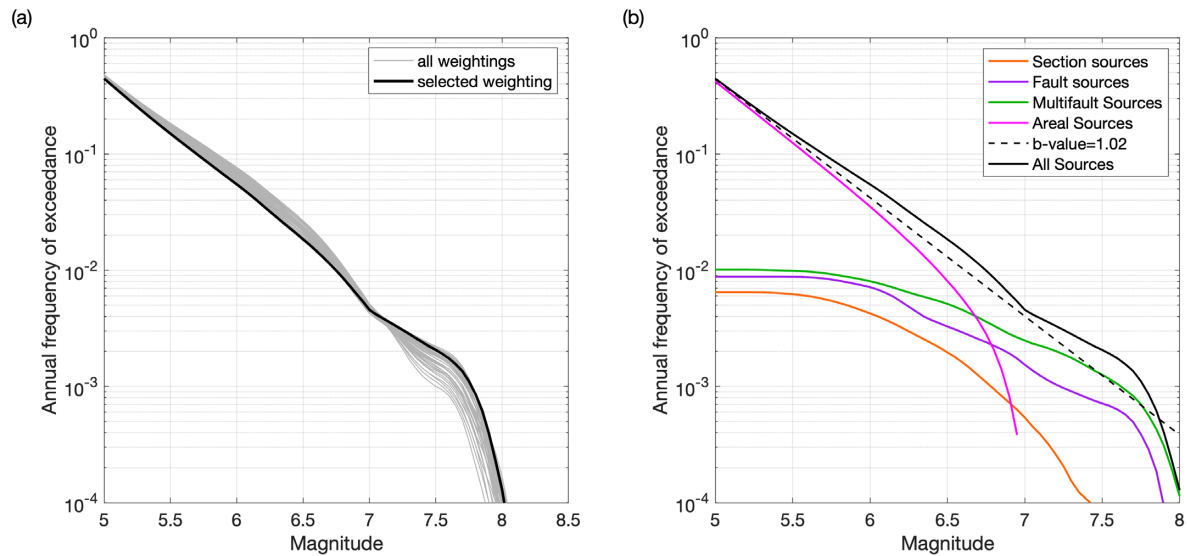 (a)
10^0
10^-1
10^-2
10^-3
10^-4
Annual frequency of exceedance
all weightings
selected weighting
5 5.5 6 6.5 7 7.5 8 8.5
Magnitude
(b)
10^0
10^-1
10^-2
10^-3
10^-4
Annual frequency of exceedance
Section sources
Fault sources
Multifault Sources
Areal Sources
b-value=1.02
All Sources
5 5.5 6 6.5 7 7.5 8
Magnitude